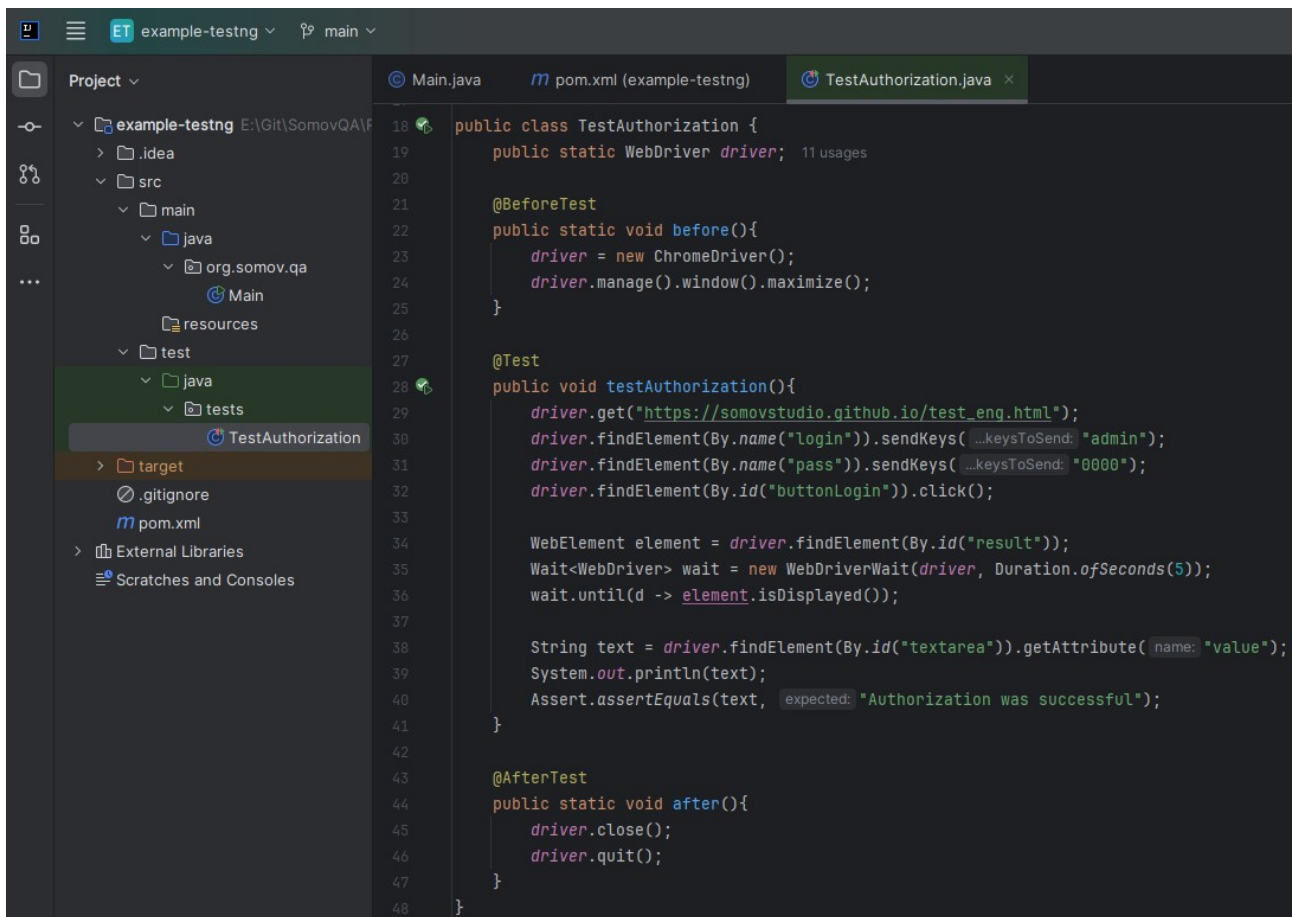 ET example-testng main
Project
Main.java
pom.xml (example-testng)
TestAuthorization.java
example-testng E:\Git\SomovQA\
.idea
src
main
java
org.somov.qa
Main
resources
test
java
tests
TestAuthorization
target
.gitignore
m pom.xml
External Libraries
Scratches and Consoles
18 public class TestAuthorization {
19 public static WebDriver driver; 11 usages
20
21 @BeforeTest
22 public static void before(){
23 driver = new ChromeDriver();
24 driver.manage().window().maximize();
25 }
26
27 @Test
28 public void testAuthorization(){
29 driver.get("https://somovstudio.github.io/test_eng.html");
30 driver.findElement(By.name("login")).sendKeys( ...keysToSend: "admin");
31 driver.findElement(By.name("pass")).sendKeys( ...keysToSend: "0000");
32 driver.findElement(By.id("buttonLogin")).click();
33
34 WebElement element = driver.findElement(By.id("result"));
35 Wait<WebDriver> wait = new WebDriverWait(driver, Duration.ofSeconds(5));
36 wait.until(d -> element.isDisplayed());
37
38 String text = driver.findElement(By.id("textarea")).getAttribute( name: "value");
39 System.out.println(text);
40 Assert.assertEquals(text, expected: "Authorization was successful");
41 }
42
43 @AfterTest
44 public static void after(){
45 driver.close();
46 driver.quit();
47 }
48 }